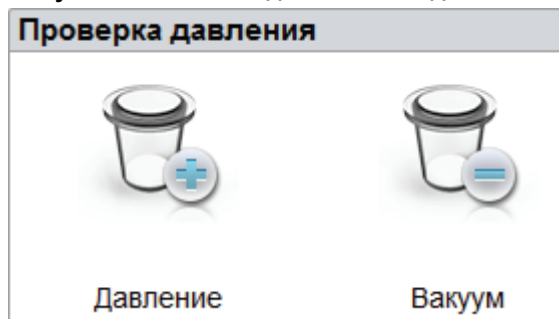 Проверка давления
Давление
Вакуум